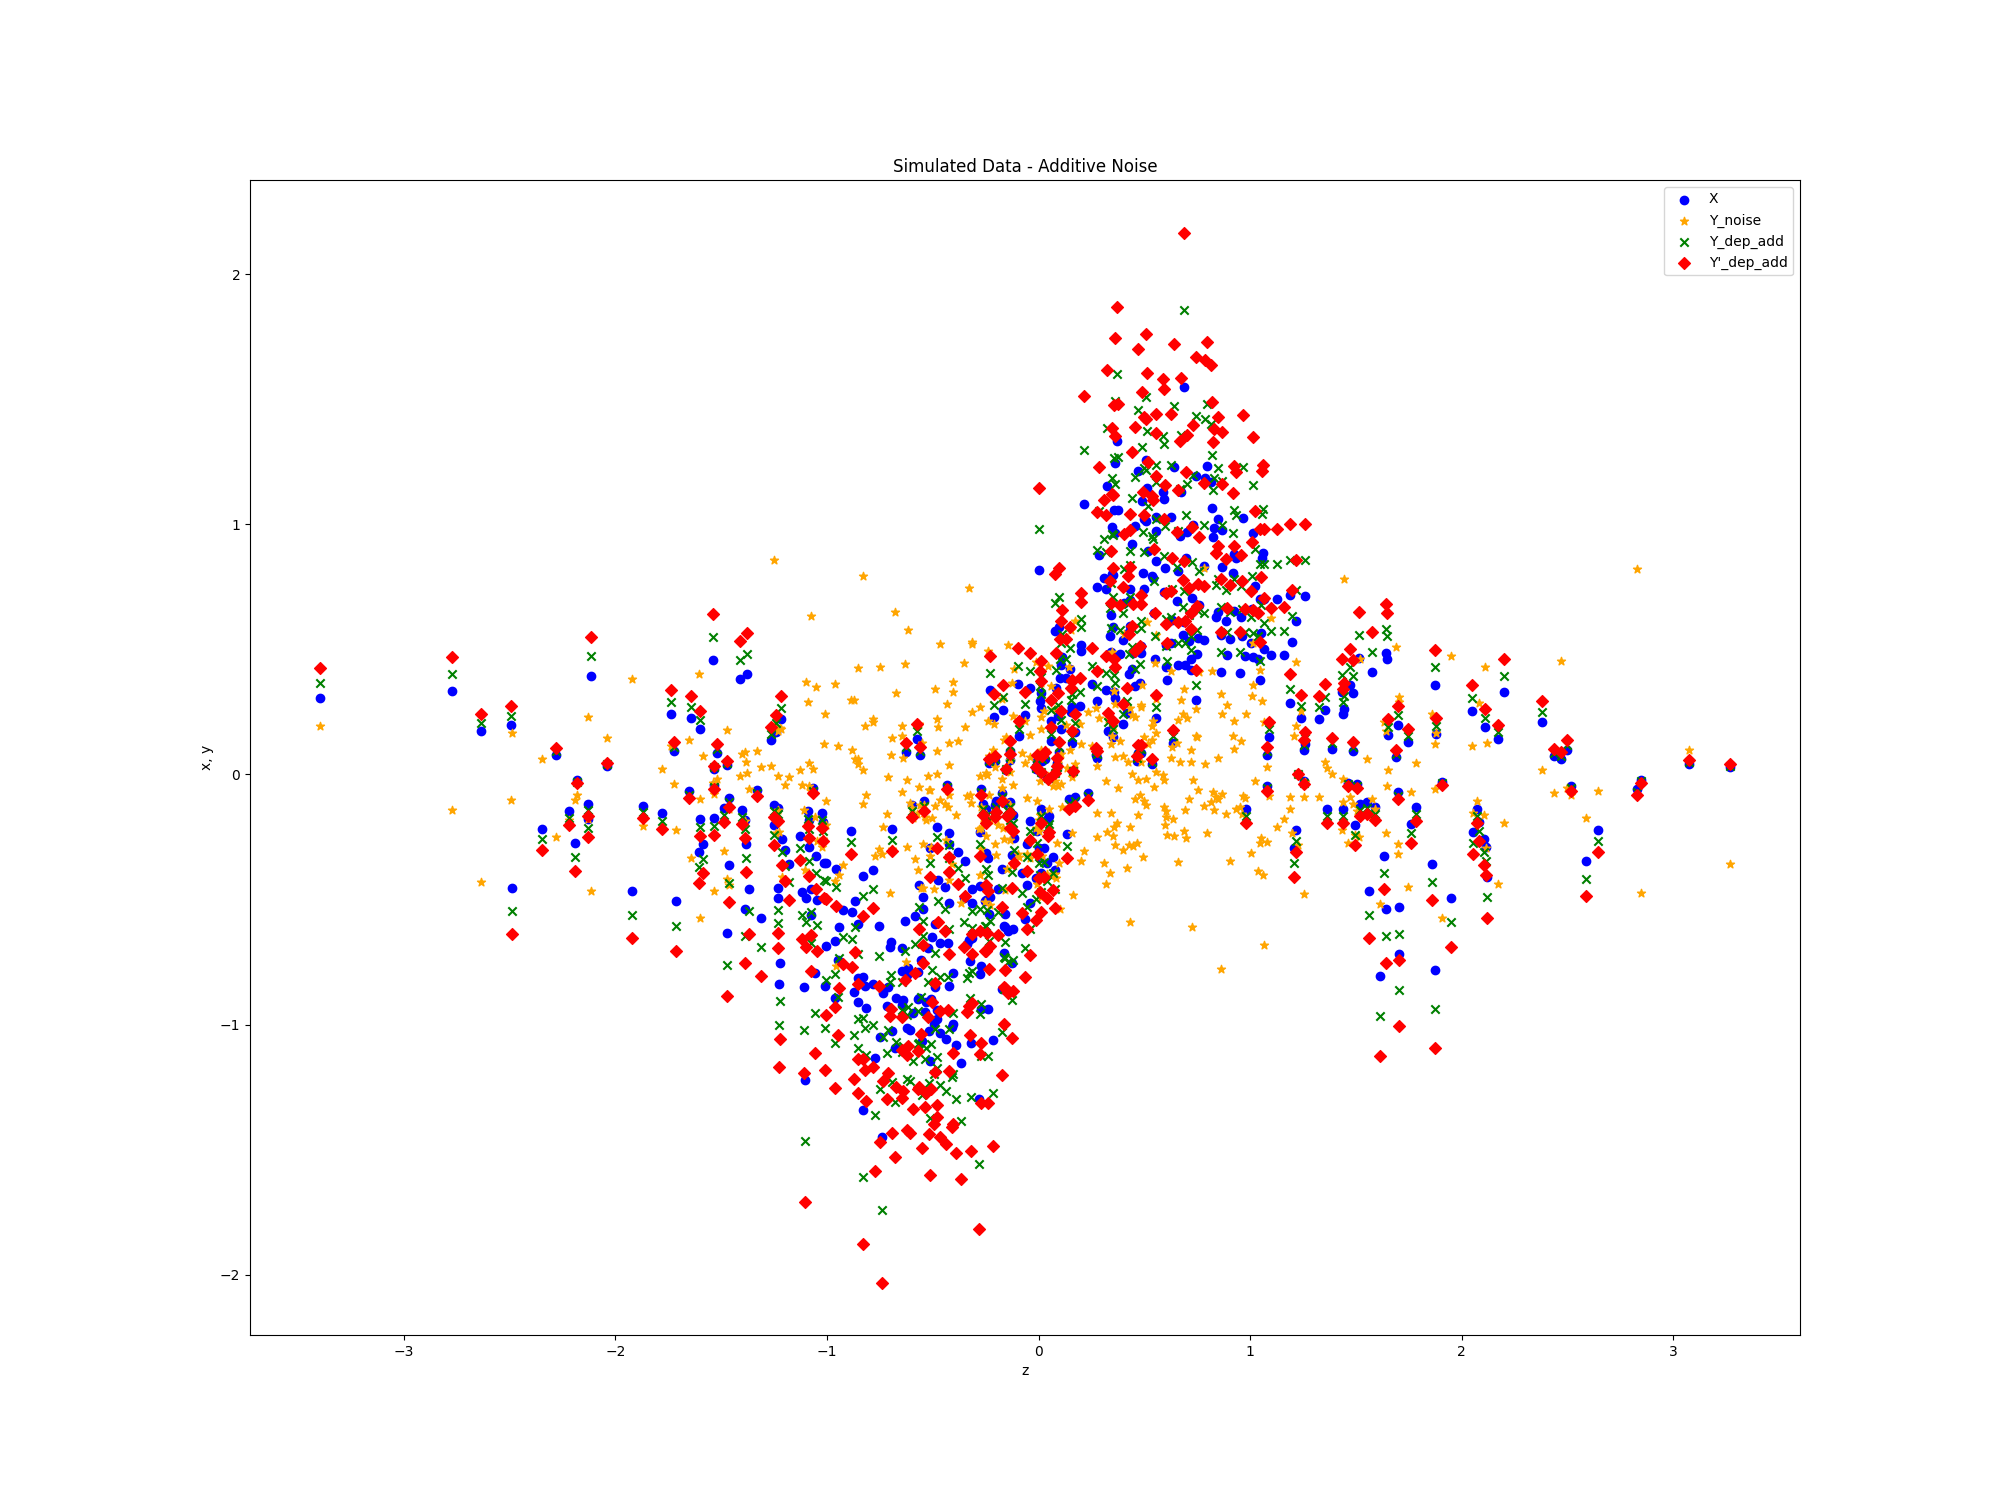 Simulated Data - Additive Noise
X
Y_noise
Y_dep_add
Y'_dep_add
2
1
0
−1
−2
x, y
−3
−2
−1
0
1
2
3
z